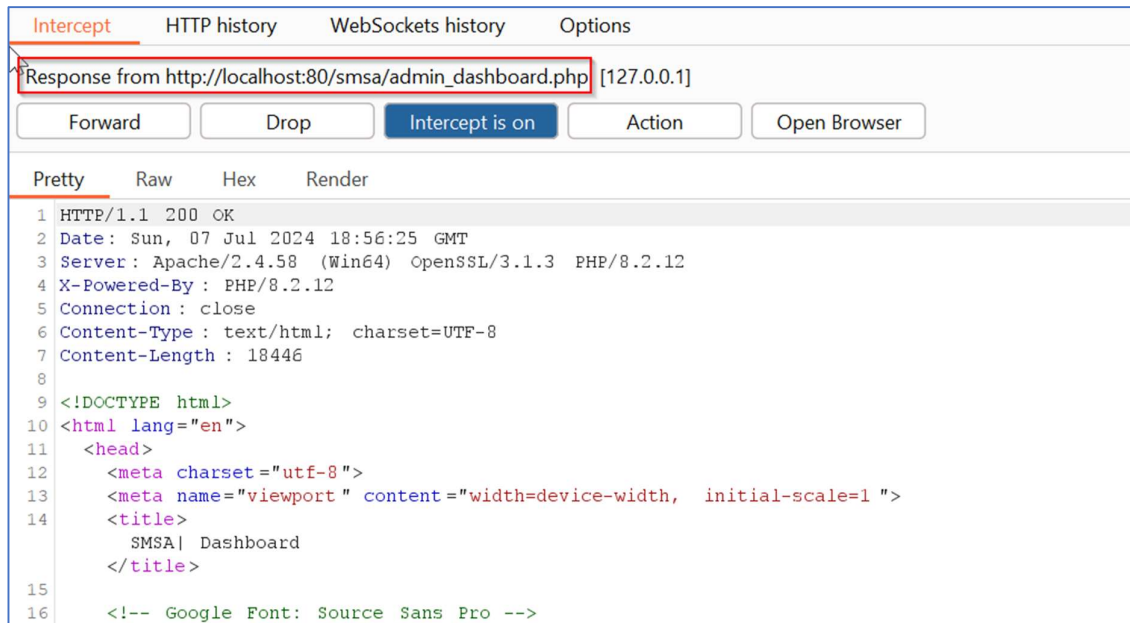 Intercept HTTP history WebSockets history Options
Response from http://localhost:80/smsa/admin_dashboard.php [127.0.0.1]
Forward Drop Intercept is on Action Open Browser
Pretty Raw Hex Render
1 HTTP/1.1 200 OK
2 Date: Sun, 07 Jul 2024 18:56:25 GMT
3 Server: Apache/2.4.58 (Win64) OpenSSL/3.1.3 PHP/8.2.12
4 X-Powered-By: PHP/8.2.12
5 Connection: close
6 Content-Type: text/html; charset=UTF-8
7 Content-Length: 18446
8
9 <!DOCTYPE html>
10 <html lang="en">
11 <head>
12 <meta charset="utf-8">
13 <meta name="viewport" content="width=device-width, initial-scale=1">
14 <title>
SMSA| Dashboard
</title>
15
16 <!-- Google Font: Source Sans Pro -->